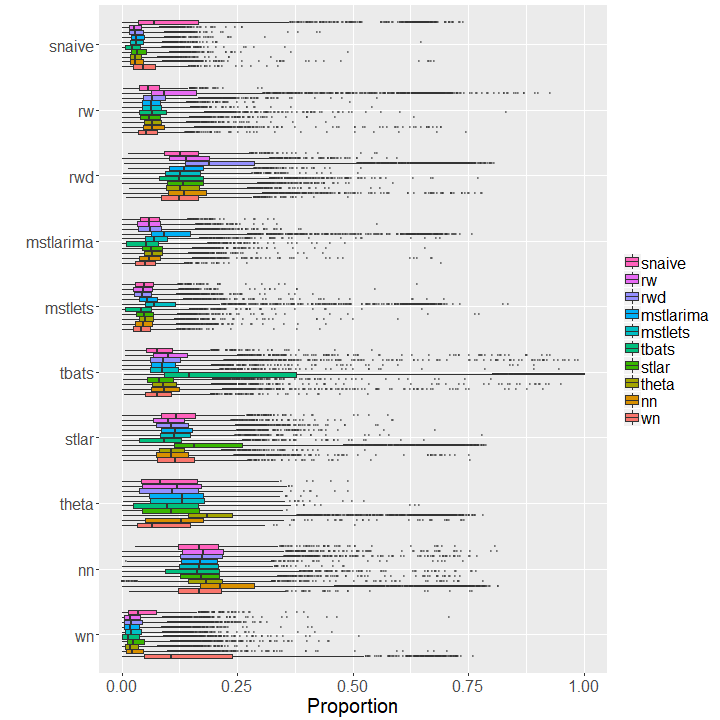 snaive
rw
rwd
mstlarima
mstlets
tbats
stlar
theta
nn
wn
0.00 0.25 0.50 0.75 1.00
Proportion
snaive
rw
rwd
mstlarima
mstlets
tbats
stlar
theta
nn
wn